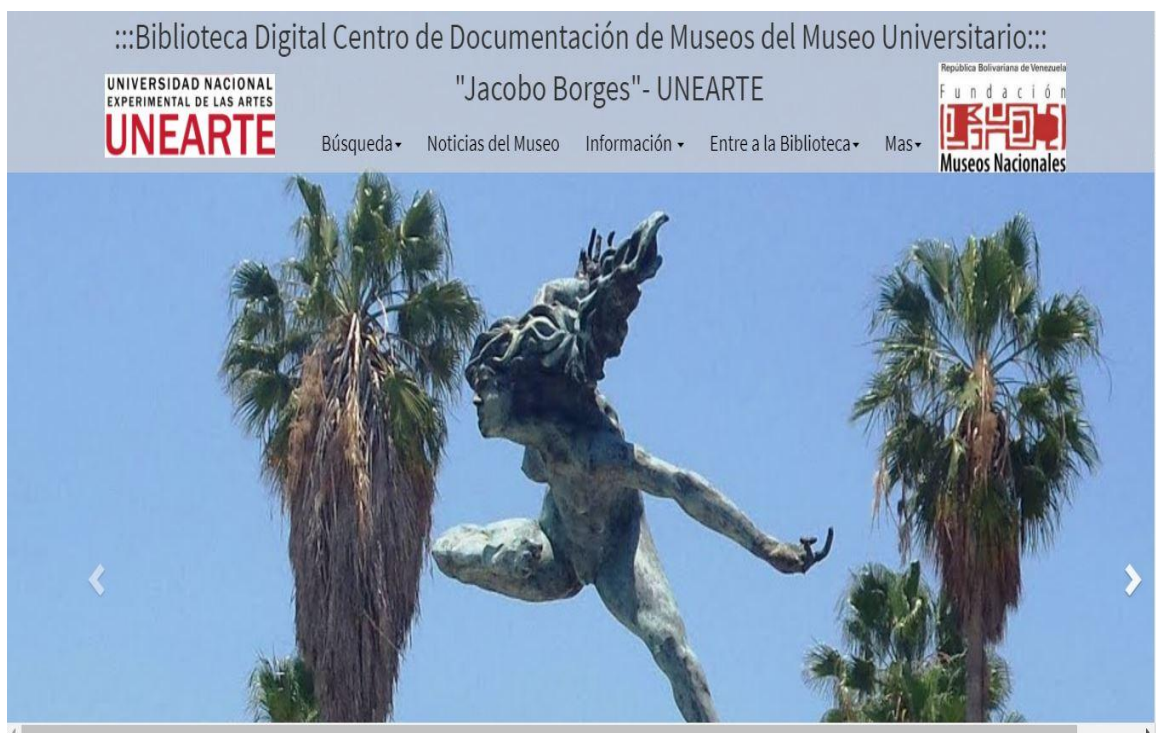 :::Biblioteca Digital Centro de Documentación de Museos del Museo Universitario:::
"Jacobo Borges"- UNEARTE
UNIVERSIDAD NACIONAL
EXPERIMENTAL DE LAS ARTES
UNEARTE
República Bolivariana de Venezuela
Fundación
Museos Nacionales
Búsqueda
Noticias del Museo
Información
Entre a la Biblioteca
Mas